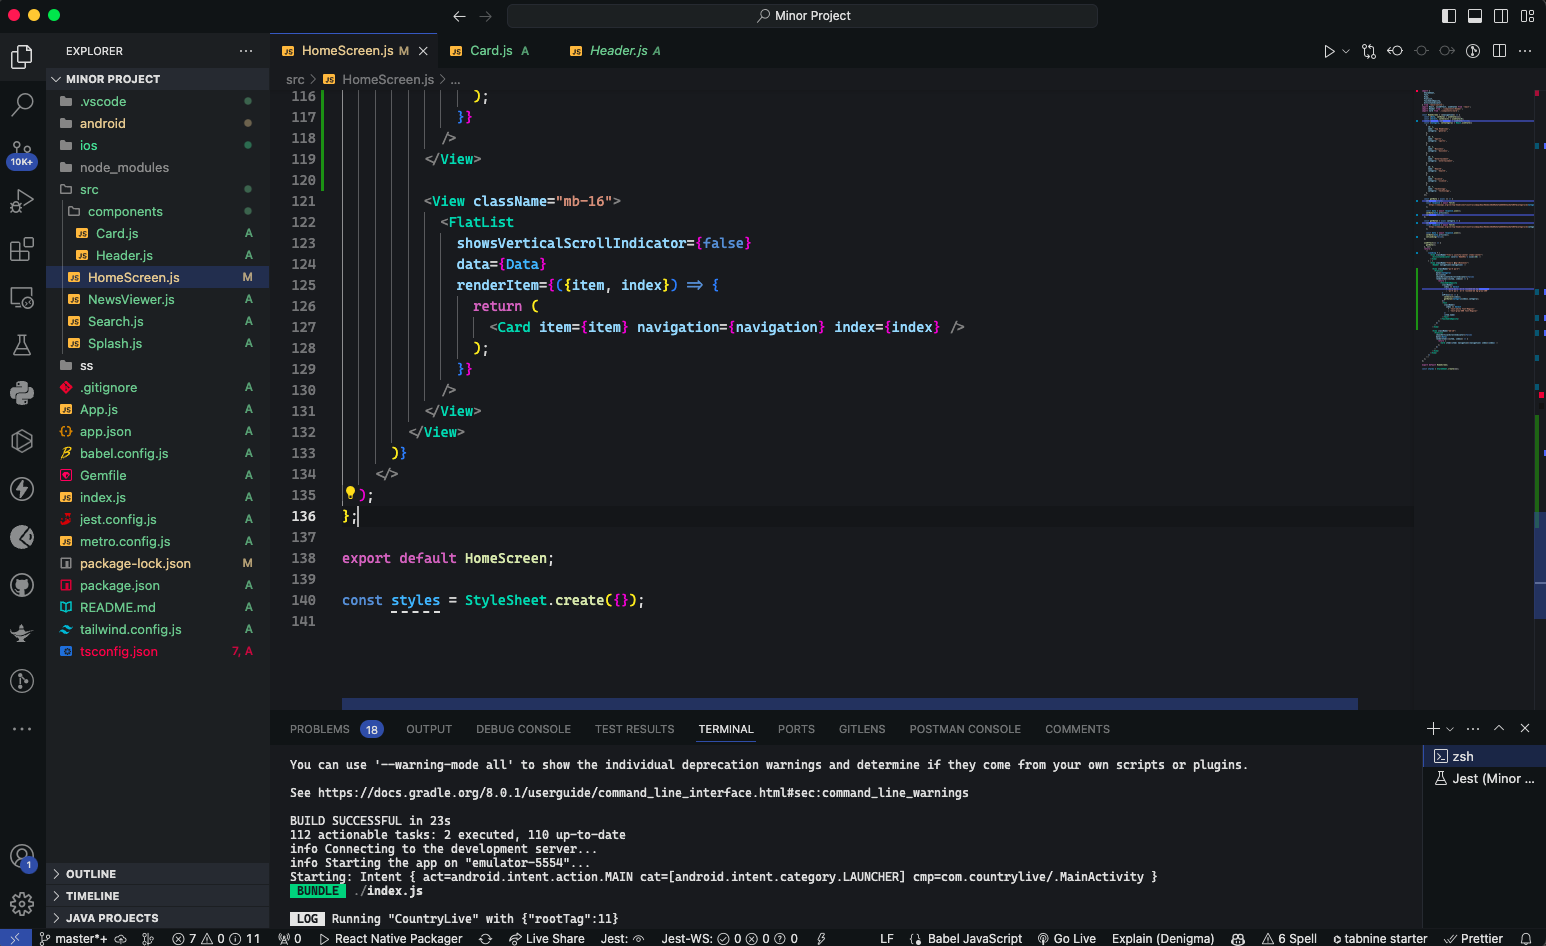 Minor Project
EXPLORER
HomeScreen.js M
Card.js A
Header.js A
MINOR PROJECT
src > HomeScreen.js > ...
.vscode
android
ios
10K+
node_modules
src
components
Card.js A
Header.js A
HomeScreen.js M
NewsViewer.js A
Search.js A
Splash.js A
ss
.gitignore A
App.js A
app.json A
babel.config.js A
Gemfile A
index.js A
jest.config.js A
metro.config.js A
package-lock.json M
package.json A
README.md A
tailwind.config.js A
tsconfig.json 7, A
OUTLINE
TIMELINE
JAVA PROJECTS
1
116 );
117 }}
118 />
119 </View>
120
121 <View className="mb-16">
122 <FlatList
123 showsVerticalScrollIndicator={false}
124 data={Data}
125 renderItem={({item, index}) => {
126 return (
127 <Card item={item} navigation={navigation} index={index} />
128 );
129 }}
130 />
131 </View>
132 </View>
133 )}
134 </>
135 );
136 };
137
138 export default HomeScreen;
139
140 const styles = StyleSheet.create({});
141
PROBLEMS 18 OUTPUT DEBUG CONSOLE TEST RESULTS TERMINAL PORTS GITLENS POSTMAN CONSOLE COMMENTS
You can use '--warning-mode all' to show the individual deprecation warnings and determine if they come from your own scripts or plugins.
See https://docs.gradle.org/8.0.1/userguide/command_line_interface.html#sec:command_line_warnings
BUILD SUCCESSFUL in 23s
112 actionable tasks: 2 executed, 110 up-to-date
info Connecting to the development server...
info Starting the app on "emulator-5554"...
Starting: Intent { act=android.intent.action.MAIN cat=[android.intent.category.LAUNCHER] cmp=com.countrylive/.MainActivity }
BUNDLE ./index.js
LOG Running "CountryLive" with {"rootTag":11}
zsh
Jest (Minor ...
master*+ 7 0 11 0 React Native Packager Live Share Jest: Jest-WS: 0 0 0 LF Babel JavaScript Go Live Explain (Denigma) 6 Spell tabnine starter Prettier